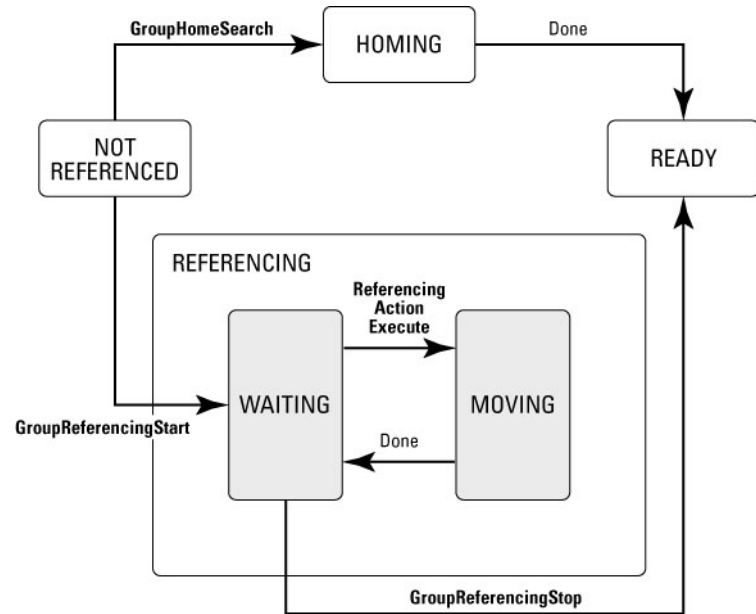 GroupHomeSearch
HOMING
Done
NOT
REFERENCED
READY
REFERENCING
Referencing
Action
Execute
WAITING
MOVING
GroupReferencingStart
Done
GroupReferencingStop